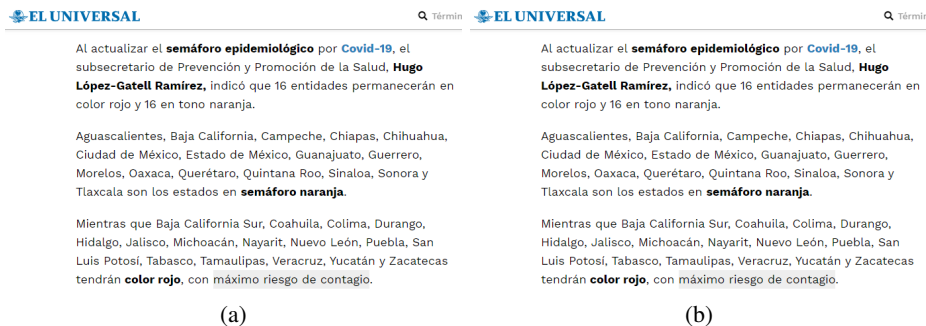 EL UNIVERSAL
Términ
Al actualizar el semáforo epidemiológico por Covid-19, el
subsecretario de Prevención y Promoción de la Salud, Hugo
López-Gatell Ramírez, indicó que 16 entidades permanecerán en
color rojo y 16 en tono naranja.
Aguascalientes, Baja California, Campeche, Chiapas, Chihuahua,
Ciudad de México, Estado de México, Guanajuato, Guerrero,
Morelos, Oaxaca, Querétaro, Quintana Roo, Sinaloa, Sonora y
Tlaxcala son los estados en semáforo naranja.
Mientras que Baja California Sur, Coahuila, Colima, Durango,
Hidalgo, Jalisco, Michoacán, Nayarit, Nuevo León, Puebla, San
Luis Potosí, Tabasco, Tamaulipas, Veracruz, Yucatán y Zacatecas
tendrán color rojo, con máximo riesgo de contagio.
(a)
EL UNIVERSAL
Términ
Al actualizar el semáforo epidemiológico por Covid-19, el
subsecretario de Prevención y Promoción de la Salud, Hugo
López-Gatell Ramírez, indicó que 16 entidades permanecerán en
color rojo y 16 en tono naranja.
Aguascalientes, Baja California, Campeche, Chiapas, Chihuahua,
Ciudad de México, Estado de México, Guanajuato, Guerrero,
Morelos, Oaxaca, Querétaro, Quintana Roo, Sinaloa, Sonora y
Tlaxcala son los estados en semáforo naranja.
Mientras que Baja California Sur, Coahuila, Colima, Durango,
Hidalgo, Jalisco, Michoacán, Nayarit, Nuevo León, Puebla, San
Luis Potosí, Tabasco, Tamaulipas, Veracruz, Yucatán y Zacatecas
tendrán color rojo, con máximo riesgo de contagio.
(b)